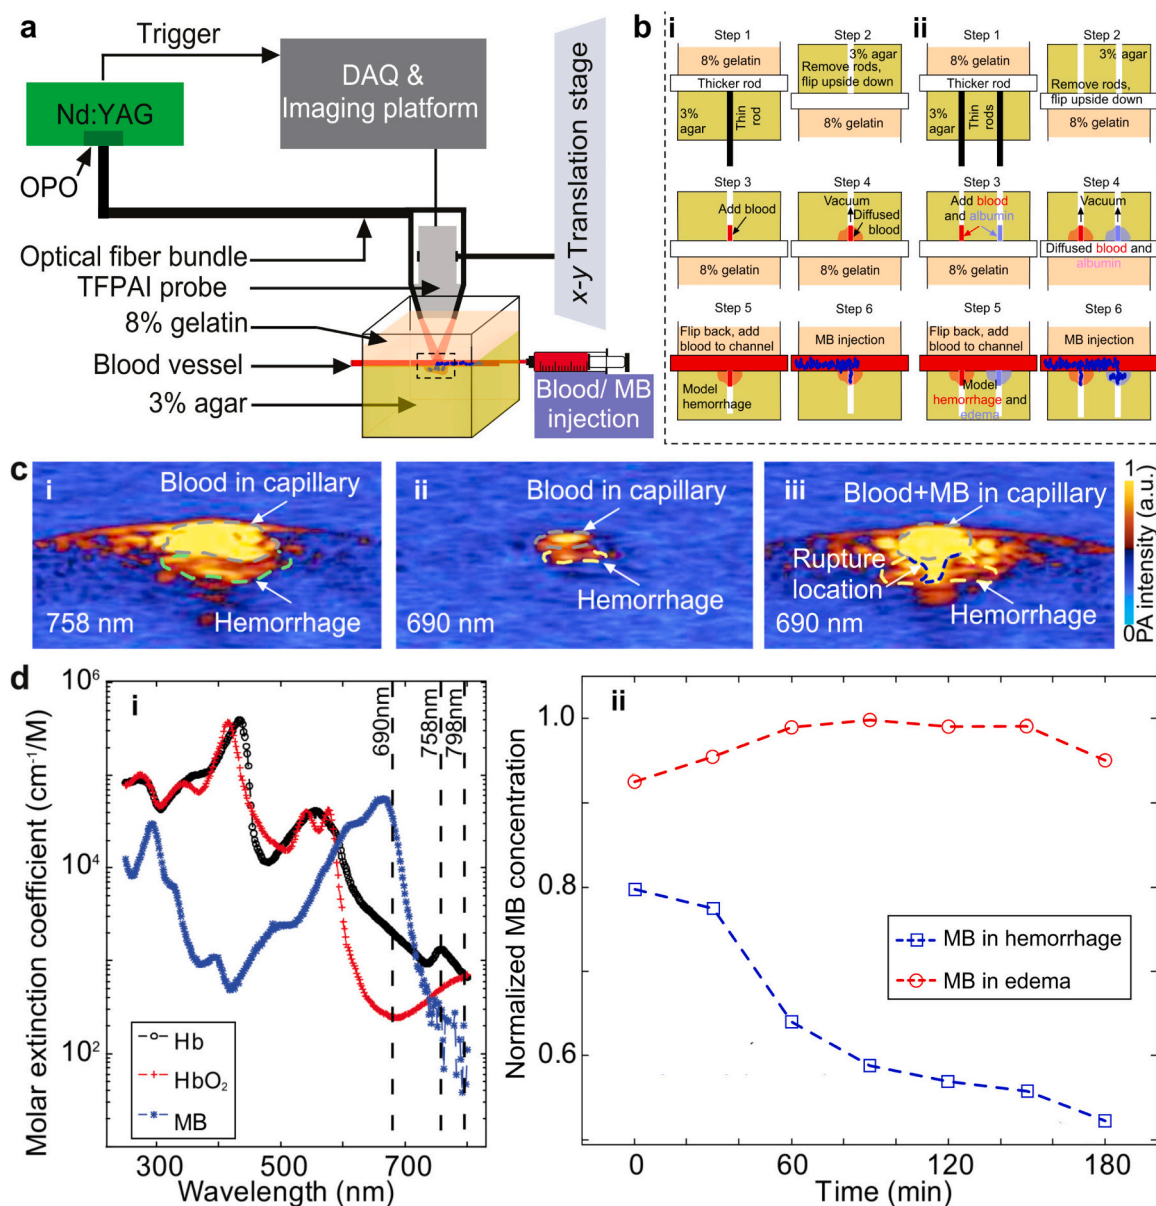 a
Trigger
Nd:YAG
DAQ &
Imaging platform
x-y Translation stage
OPO
Optical fiber bundle
TFPAI probe
8% gelatin
Blood vessel
3% agar
Blood/ MB
injection
b
i
Step 1
8% gelatin
Thicker rod
3%
agar
Thin
rod
Step 2
3% agar
Remove rods,
flip upside down
8% gelatin
Step 3
Add blood
8% gelatin
Step 4
Vacuum
Diffused
blood
8% gelatin
Step 5
Flip back, add
blood to channel
Model
hemorrhage
Step 6
MB injection
ii
Step 1
8% gelatin
Thicker rod
3%
agar
Thin
rods
Step 2
3% agar
Remove rods,
flip upside down
8% gelatin
Step 3
Add blood
and albumin
8% gelatin
Step 4
Vacuum
Diffused blood and
albumin
Step 5
Flip back, add
blood to channel
Model
hemorrhage and
edema
Step 6
MB injection
c
i
Blood in capillary
758 nm
Hemorrhage
ii
Blood in capillary
690 nm
Hemorrhage
iii
Blood+MB in capillary
Rupture
location
690 nm
Hemorrhage
1
0
PA intensity (a.u.)
d
i
Molar extinction coefficient (cm⁻¹/M)
10⁶
10⁴
10²
690nm
758nm
798nm
Hb
HbO₂
MB
300
500
700
Wavelength (nm)
ii
Normalized MB concentration
1.0
0.8
0.6
MB in hemorrhage
MB in edema
0
60
120
180
Time (min)